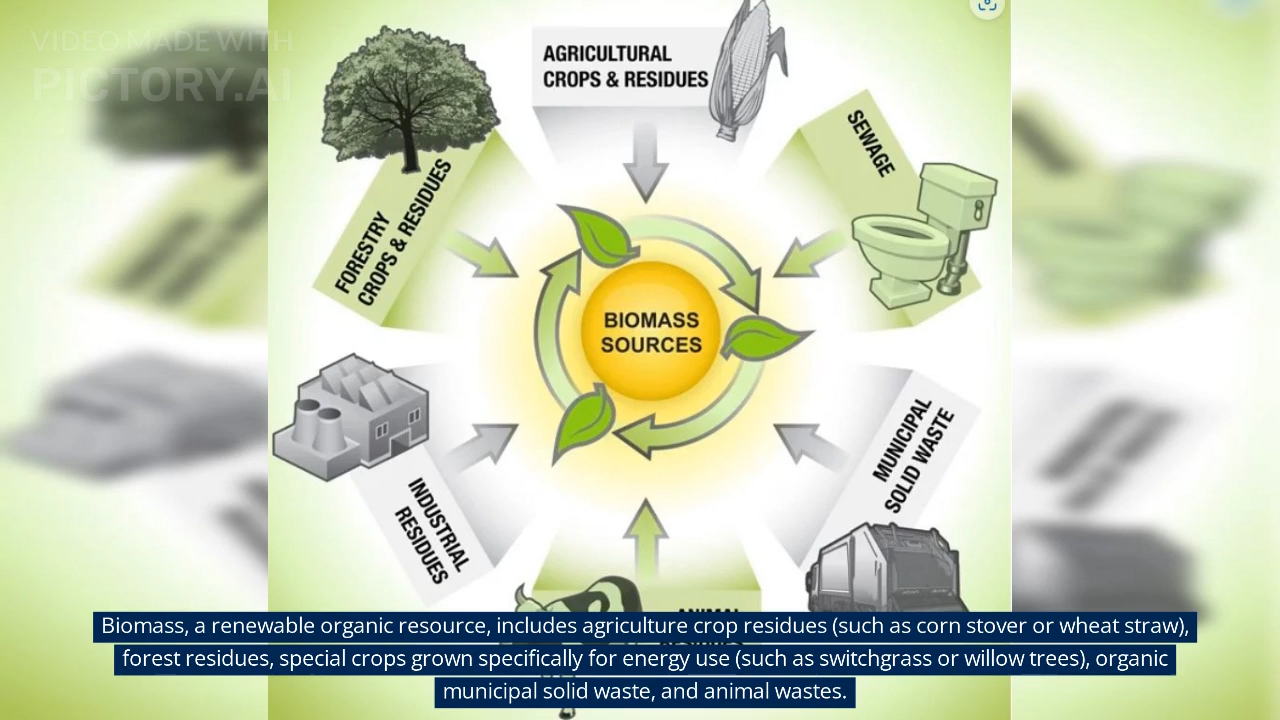 VIDEO MADE WITH
PICTORY.AI
AGRICULTURAL
CROPS & RESIDUES
SEWAGE
FORESTRY
CROPS & RESIDUES
BIOMASS
SOURCES
MUNICIPAL
SOLID WASTE
INDUSTRIAL
RESIDUES
ANIMAL
Biomass, a renewable organic resource, includes agriculture crop residues (such as corn stover or wheat straw),
forest residues, special crops grown specifically for energy use (such as switchgrass or willow trees), organic
municipal solid waste, and animal wastes.